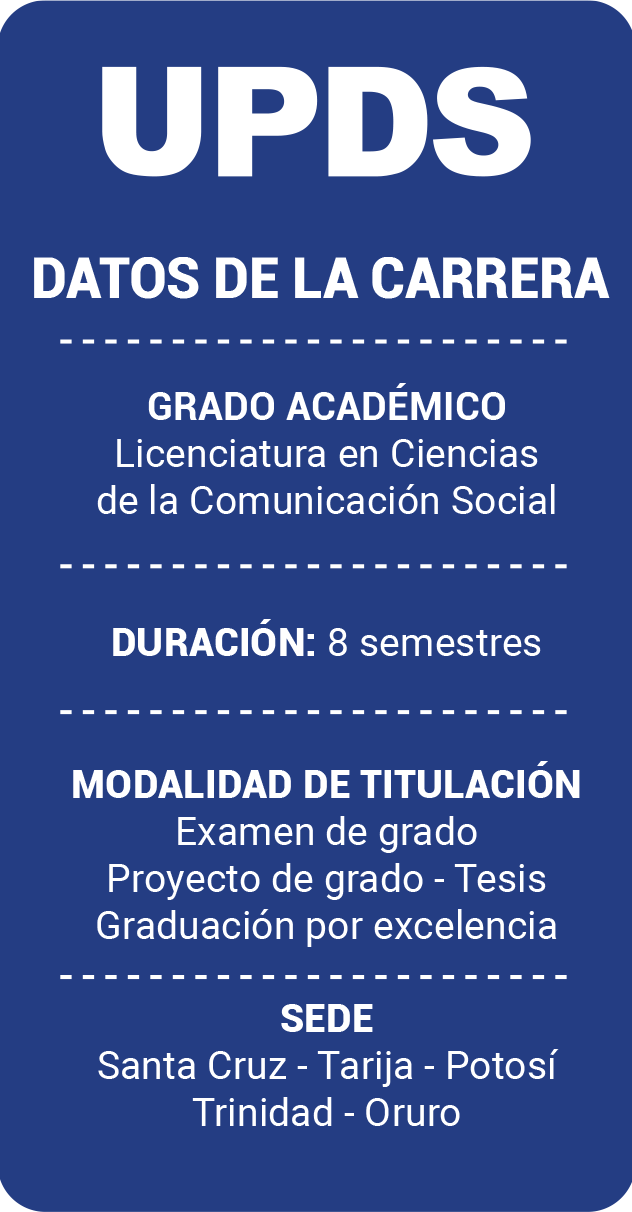 UPDS
DATOS DE LA CARRERA
GRADO ACADÉMICO
Licenciatura en Ciencias
de la Comunicación Social
DURACIÓN: 8 semestres
MODALIDAD DE TITULACIÓN
Examen de grado
Proyecto de grado - Tesis
Graduación por excelencia
SEDE
Santa Cruz - Tarija - Potosí
Trinidad - Oruro